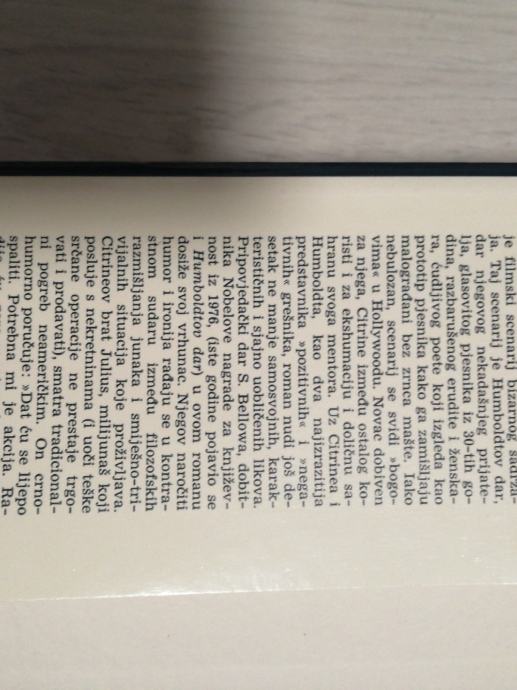 je filmski scenarij bizarnog sadrža-
ja. Taj scenarij je Humboldtov dar,
dar njegovog nekadašnjeg prijate-
lja, glasovitog pjesnika iz 30-tih go-
dina, razbarušenog erudite i ženska-
ra, ćudljivog poete koji izgleda kao
prototip pjesnika kako ga zamišljaju
malograđani bez zrnca mašte. Iako
nebulozan, scenarij se svidi »bogo-
vima« u Hollywoodu. Novac dobiven
za njega, Citrine između ostalog ko-
risti i za ekshumaciju i doličnu sa-
hranu svoga mentora. Uz Citrinea i
Humboldta, kao dva najizrazitija
predstavnika »pozitivnih« i »nega-
tivnih« grešnika, roman nudi još de-
setak ne manje samosvojnih, karak-
terističnih i sjajno uobličenih likova.
Pripovjedački dar S. Bellowa, dobit-
nika Nobelove nagrade za književ-
nost iz 1976, (iste godine pojavio se
i Humboldtov dar) u ovom romanu
dosiže svoj vrhunac. Njegov naročiti
humor i ironija rađaju se u kontra-
stnom sudaru između filozofskih
razmišljanja junaka i smiješno-tri-
vijalnih situacija koje proživljava.
Citrineov brat Julius, milijunaš koji
posluje s nekretninama (i uoči teške
srčane operacije ne prestaje trgo-
vati i prodavati), smatra tradicional-
ni pogreb neameričkim. On crno-
humorno poručuje: »Dat ću se lijepo
spaliti. Potrebna mi je akcija. Ra-